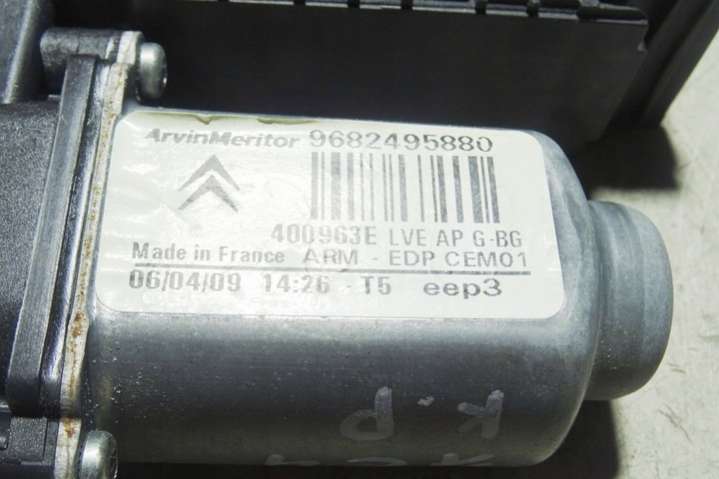 ArvinMeritor 9682495880
400963E LVE AP G-BG
Made in France ARM - EDP CEM01
06/04/09 14:26 - T5 eep3
K.P